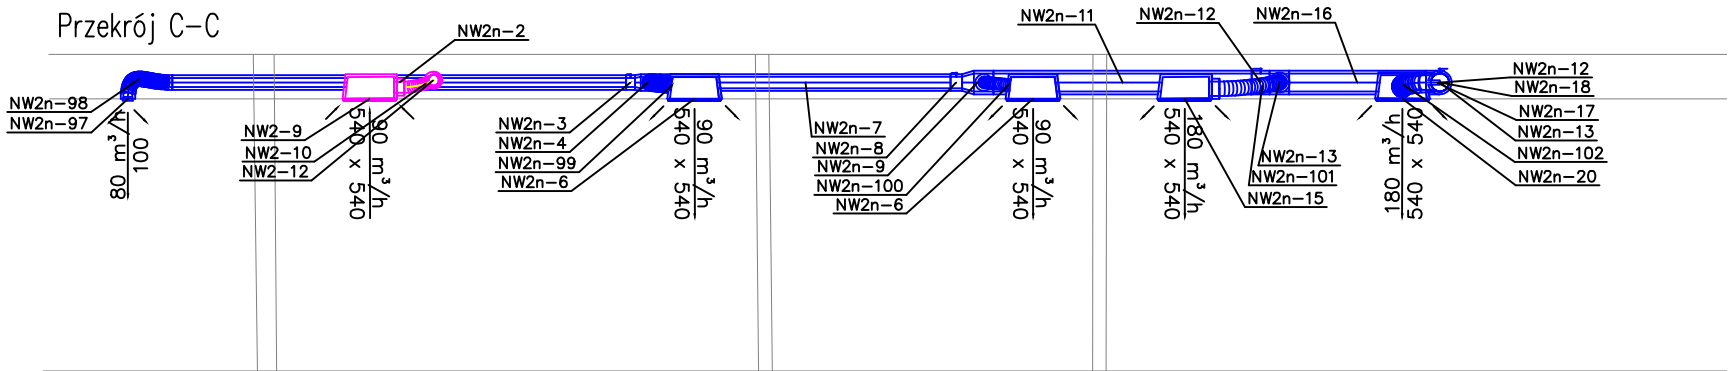 Przekrój C-C
NW2n-2
NW2n-11
NW2n-12
NW2n-16
NW2n-98
NW2n-97
80 m³/h
100
NW2-9
NW2-10
NW2-12
90 m³/h
540 x 540
NW2n-3
NW2n-4
NW2n-99
NW2n-6
90 m³/h
540 x 540
NW2n-7
NW2n-8
NW2n-9
NW2n-100
NW2n-6
90 m³/h
540 x 540
180 m³/h
540 x 540
NW2n-13
NW2n-101
NW2n-15
180 m³/h
540 x 540
NW2n-12
NW2n-18
NW2n-17
NW2n-13
NW2n-102
NW2n-20